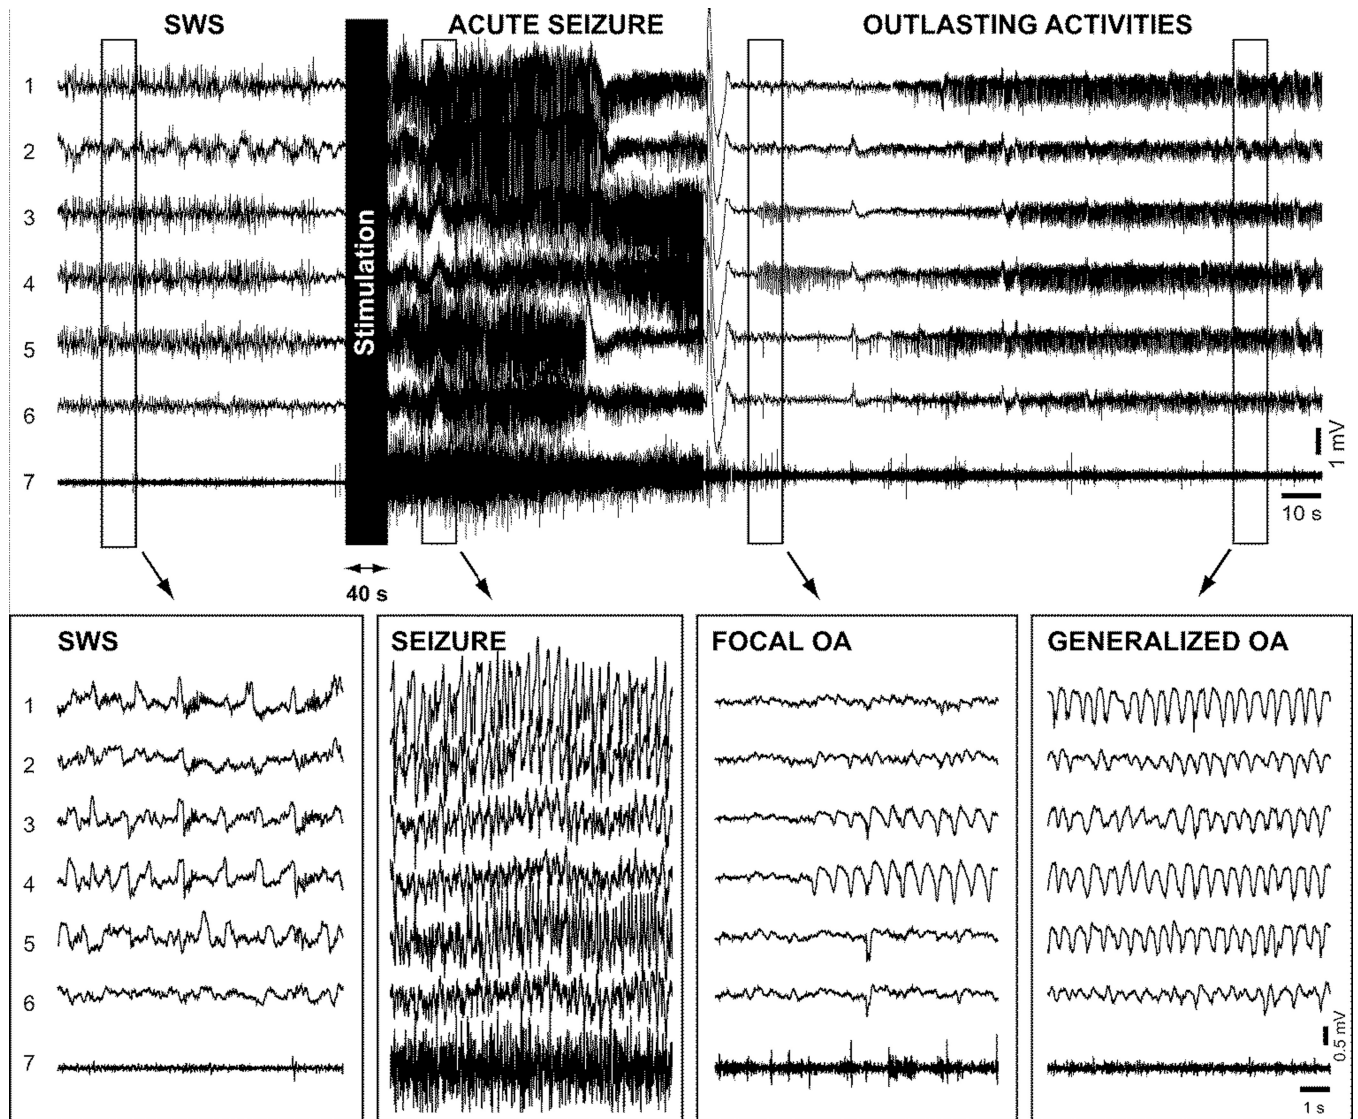 SWS
ACUTE SEIZURE
OUTLASTING ACTIVITIES
1
2
3
4
5
6
7
Stimulation
1 mV
10 s
40 s
SWS
SEIZURE
FOCAL OA
GENERALIZED OA
1
2
3
4
5
6
7
0.5 mV
1 s